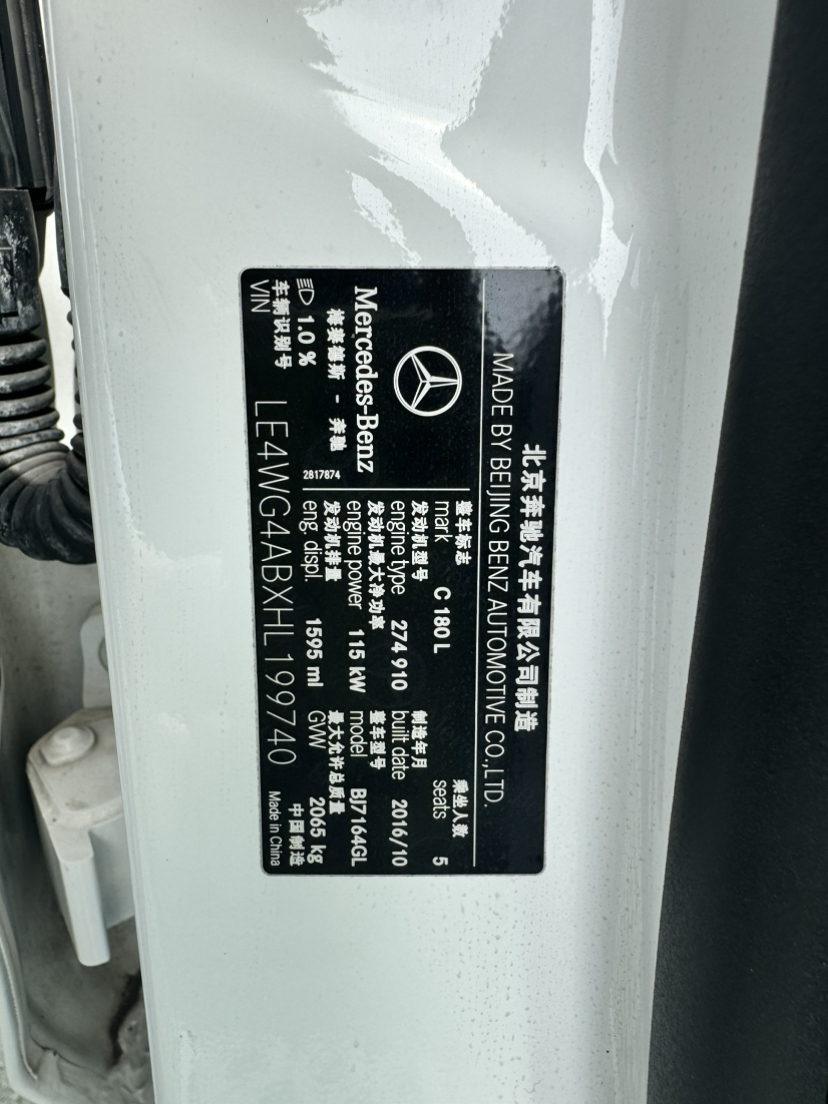 北京奔驰汽车有限公司制造
MADE BY BEIJING BENZ AUTOMOTIVE CO.,LTD.
Mercedes-Benz
梅赛德斯 - 奔驰
1.0 %
2817874
整车标志
mark C 180 L
乘坐人数
seats 5
发动机型号
engine type 274 910
制造年月
built date 2016/10
发动机最大净功率
engine power 115 kW
整车型号
model BJ7164GL
发动机排量
eng. displ. 1595 ml
最大允许总质量
GVW 2065 kg
车辆识别号
VIN LE4WG4ABXHL199740
中国制造
Made in China